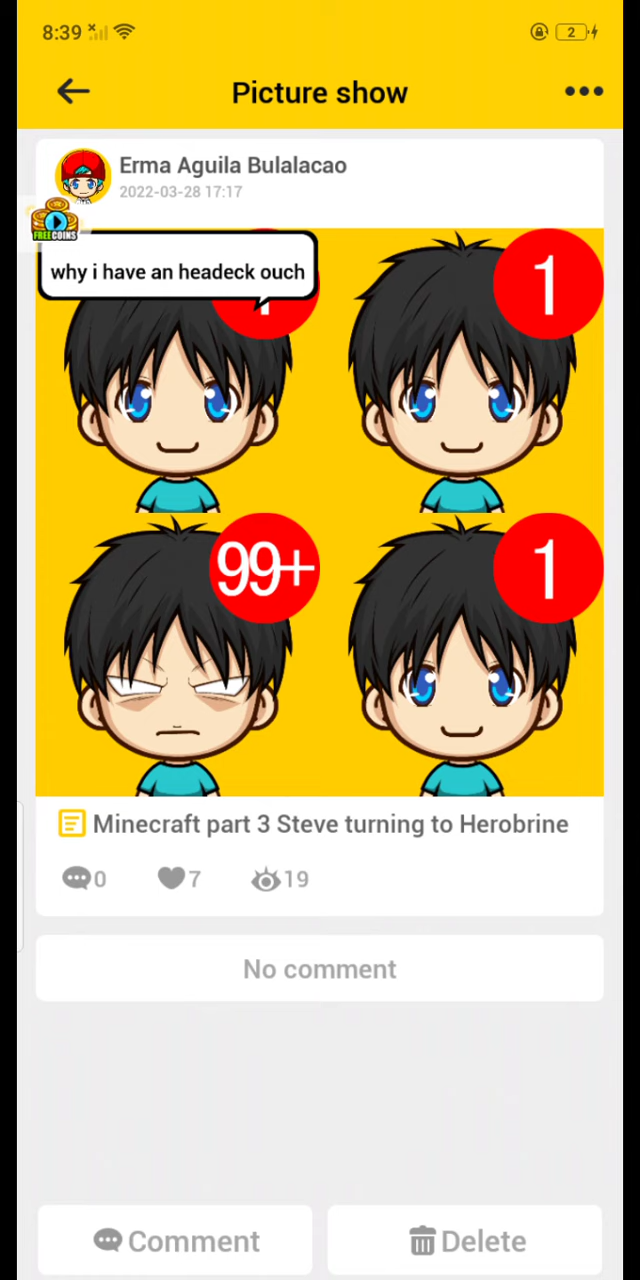 8:39
2
Picture show
Erma Aguila Bulalacao
2022-03-28 17:17
FREE COINS
why i have an headeck ouch
1
99+
1
Minecraft part 3 Steve turning to Herobrine
0
7
19
No comment
Comment
Delete